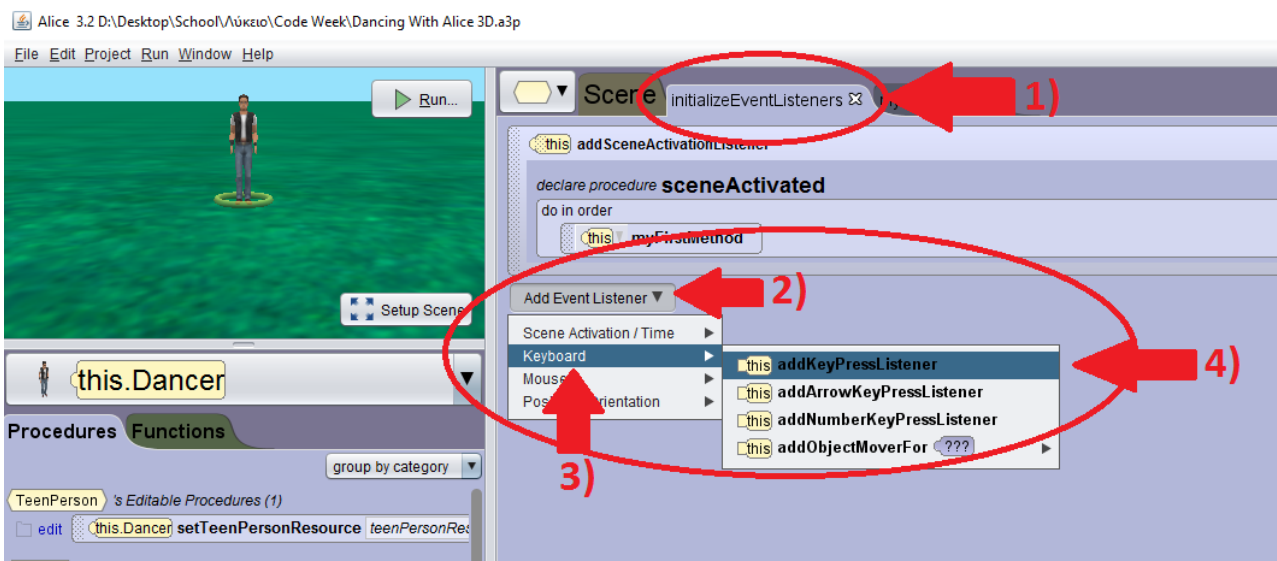 Alice 3.2 D:\Desktop\School\Λύκειο\Code Week\Dancing With Alice 3D.a3p
File Edit Project Run Window Help
Run...
Scene initializeEventListeners
1)
this addSceneActivationListener
declare procedure sceneActivated
do in order
this myFirstMethod
Setup Scene
Add Event Listener
2)
Scene Activation / Time
Keyboard
Mouse
3)
this addKeyPressListener
this addArrowKeyPressListener
this addNumberKeyPressListener
this addObjectMoverFor ???
4)
this.Dancer
Procedures Functions
group by category
TeenPerson 's Editable Procedures (1)
edit this.Dancer setTeenPersonResource teenPersonRes